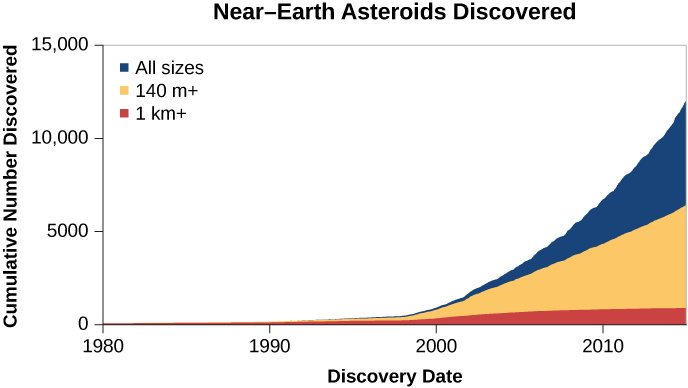 Near–Earth Asteroids Discovered
Cumulative Number Discovered
15,000
10,000
5000
0
All sizes
140 m+
1 km+
1980
1990
2000
2010
Discovery Date